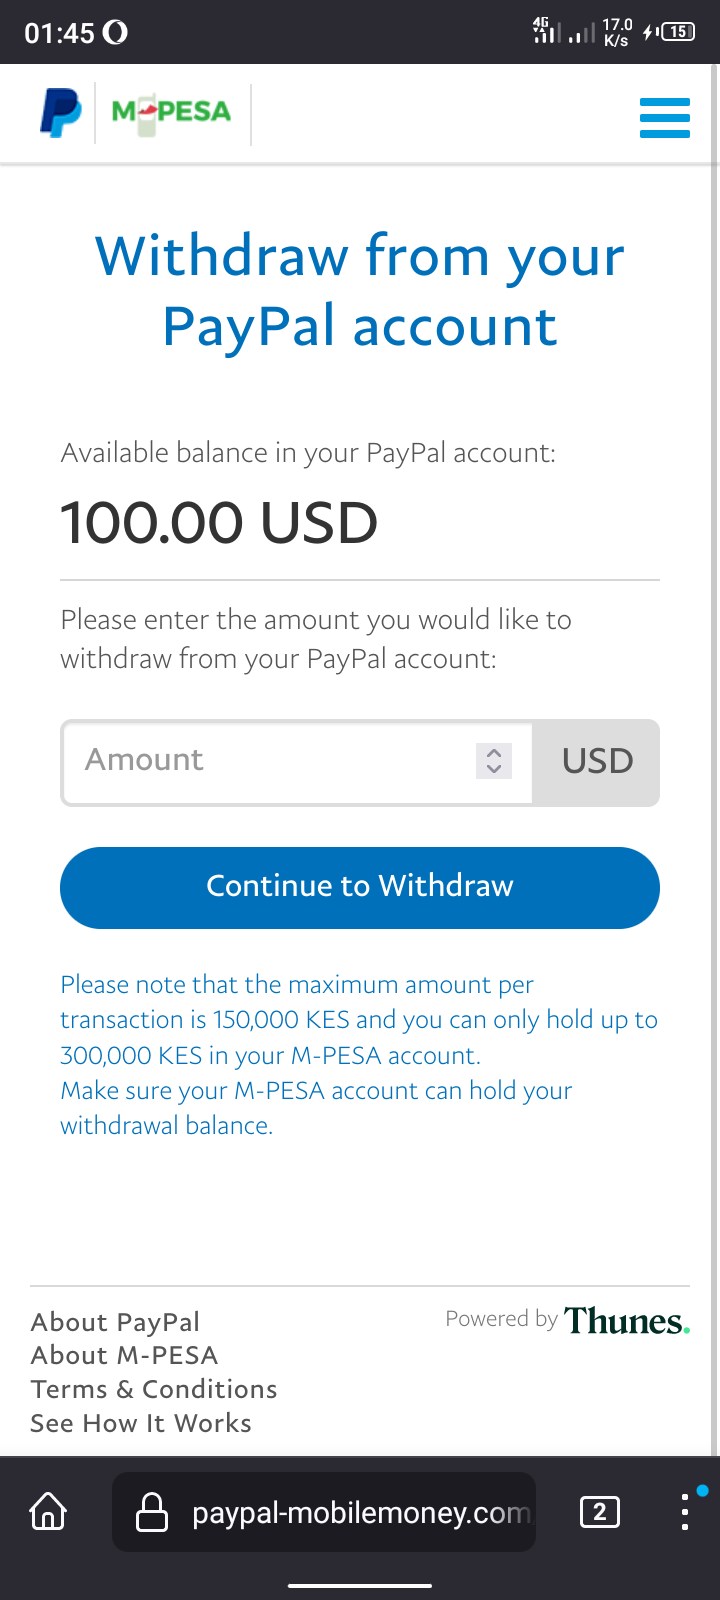 01:45
4G
17.0
K/s
15
M-PESA
Withdraw from your
PayPal account
Available balance in your PayPal account:
100.00 USD
Please enter the amount you would like to
withdraw from your PayPal account:
Amount
USD
Continue to Withdraw
Please note that the maximum amount per
transaction is 150,000 KES and you can only hold up to
300,000 KES in your M-PESA account.
Make sure your M-PESA account can hold your
withdrawal balance.
About PayPal
Powered by Thunes.
About M-PESA
Terms & Conditions
See How It Works
paypal-mobilemoney.com
2